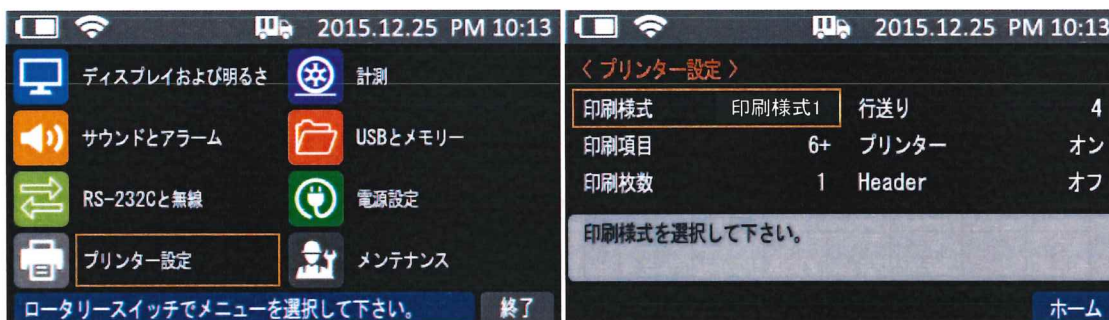 2015.12.25 PM 10:13
ディスプレイおよび明るさ 計測
サウンドとアラーム USBとメモリー
RS-232Cと無線 電源設定
プリンター設定 メンテナンス
ロータリースイッチでメニューを選択して下さい。 終了
2015.12.25 PM 10:13
< プリンター設定 >
印刷様式 印刷様式1 行送り 4
印刷項目 6+ プリンター オン
印刷枚数 1 Header オフ
印刷様式を選択して下さい。
ホーム